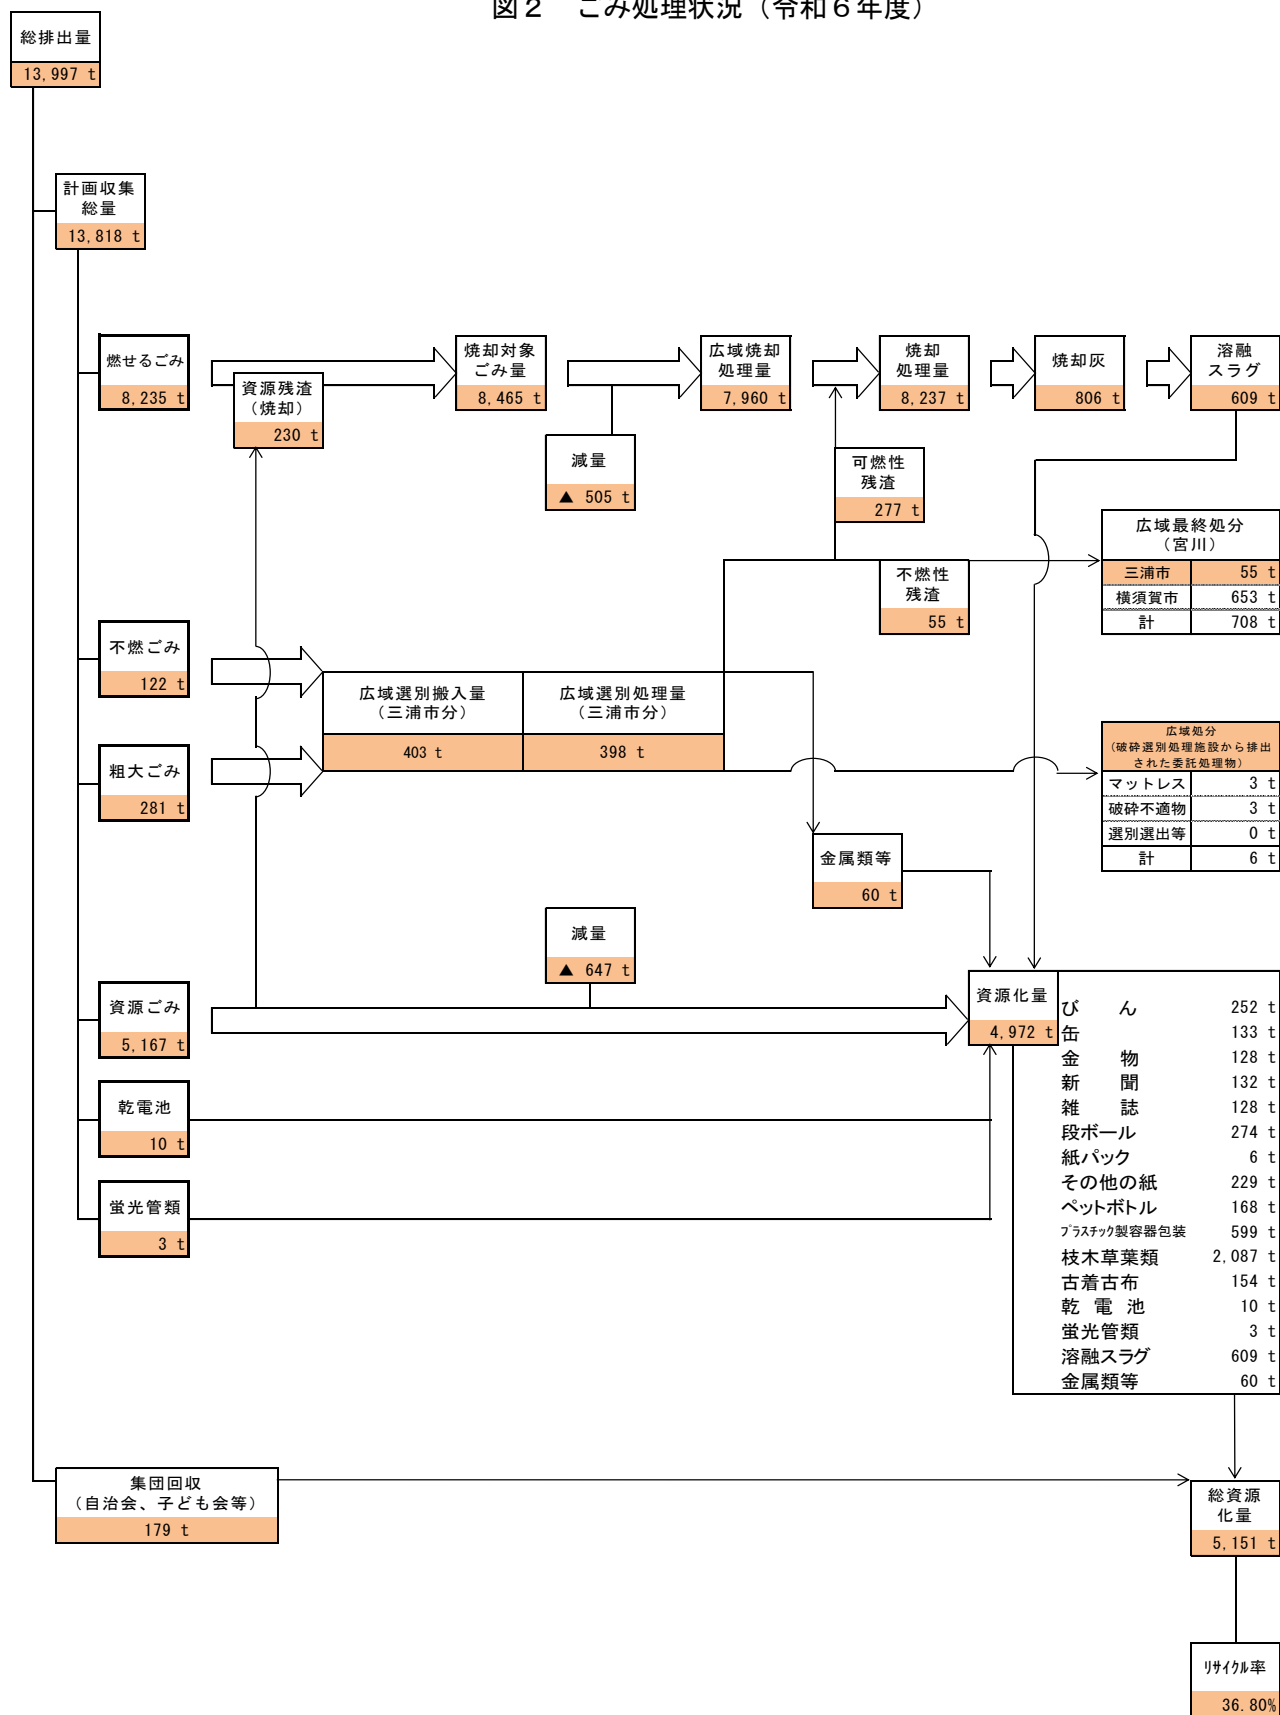 図２　ごみ処理状況（令和６年度）
総排出量
13,997 t
計画収集
総量
13,818 t
燃せるごみ
8,235 t
資源残渣
（焼却）
230 t
焼却対象
ごみ量
8,465 t
減量
▲ 505 t
広域焼却
処理量
7,960 t
焼却
処理量
8,237 t
焼却灰
806 t
溶融
スラグ
609 t
可燃性
残渣
277 t
不燃性
残渣
55 t
広域最終処分
（宮川）
三浦市 55 t
横須賀市 653 t
計 708 t
不燃ごみ
122 t
粗大ごみ
281 t
広域選別搬入量
（三浦市分）
403 t
広域選別処理量
（三浦市分）
398 t
広域処分
（破砕選別処理施設から排出
された委託処理物）
マットレス 3 t
破砕不適物 3 t
選別選出等 0 t
計 6 t
金属類等
60 t
減量
▲ 647 t
資源ごみ
5,167 t
乾電池
10 t
蛍光管類
3 t
資源化量
4,972 t
びん 252 t
缶 133 t
金物 128 t
新聞 132 t
雑誌 128 t
段ボール 274 t
紙パック 6 t
その他の紙 229 t
ペットボトル 168 t
ﾌﾟﾗｽﾁｯｸ製容器包装 599 t
枝木草葉類 2,087 t
古着古布 154 t
乾電池 10 t
蛍光管類 3 t
溶融スラグ 609 t
金属類等 60 t
集団回収
（自治会、子ども会等）
179 t
総資源
化量
5,151 t
ﾘｻｲｸﾙ率
36.80%